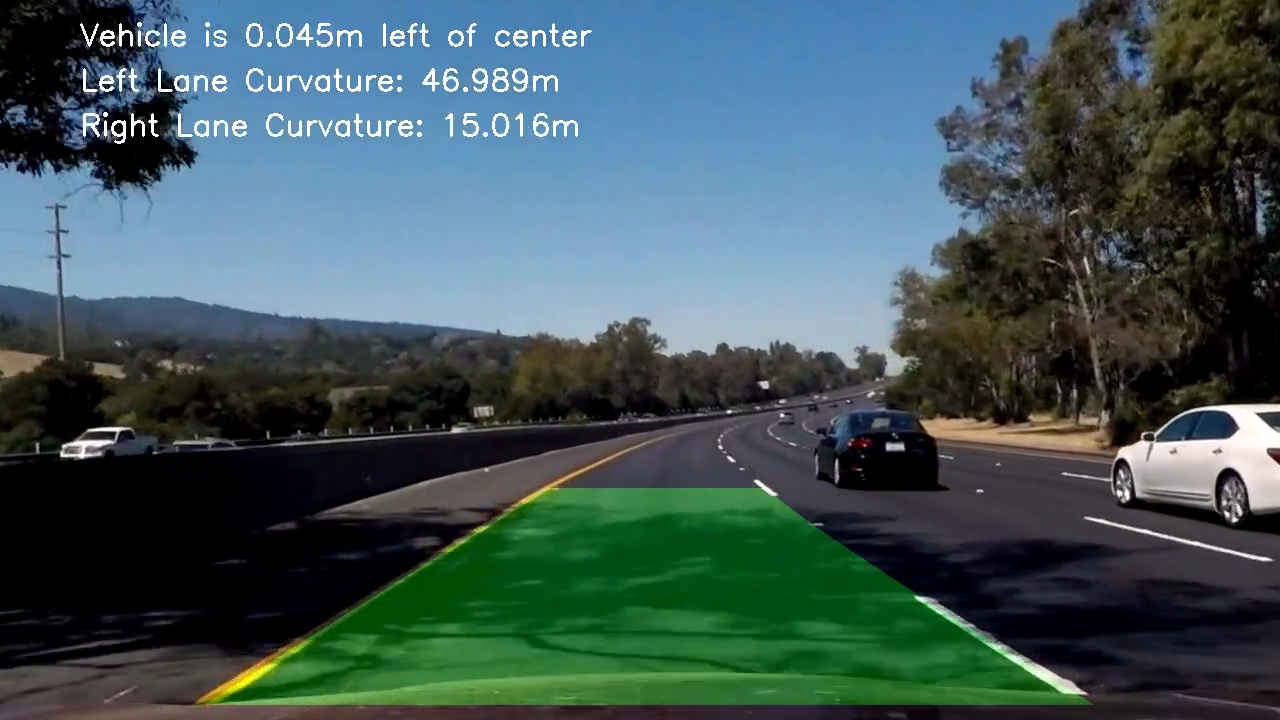 Vehicle is 0.045m left of center
Left Lane Curvature: 46.989m
Right Lane Curvature: 15.016m